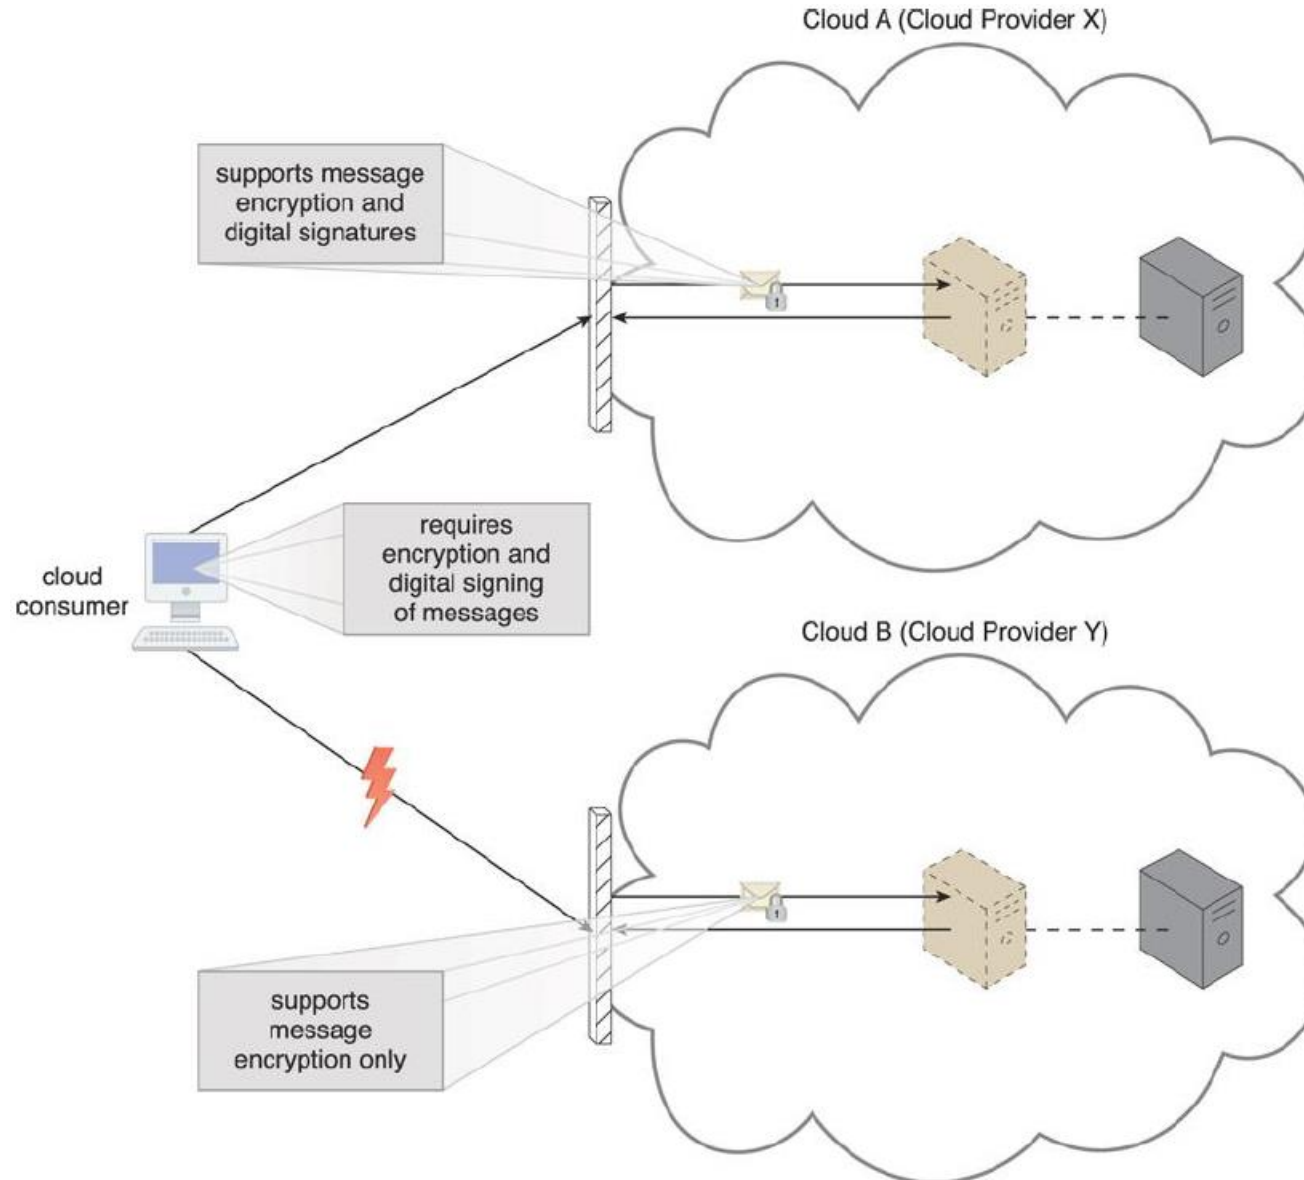 Cloud A (Cloud Provider X)
supports message
encryption and
digital signatures
requires
encryption and
digital signing
of messages
cloud
consumer
Cloud B (Cloud Provider Y)
supports
message
encryption only